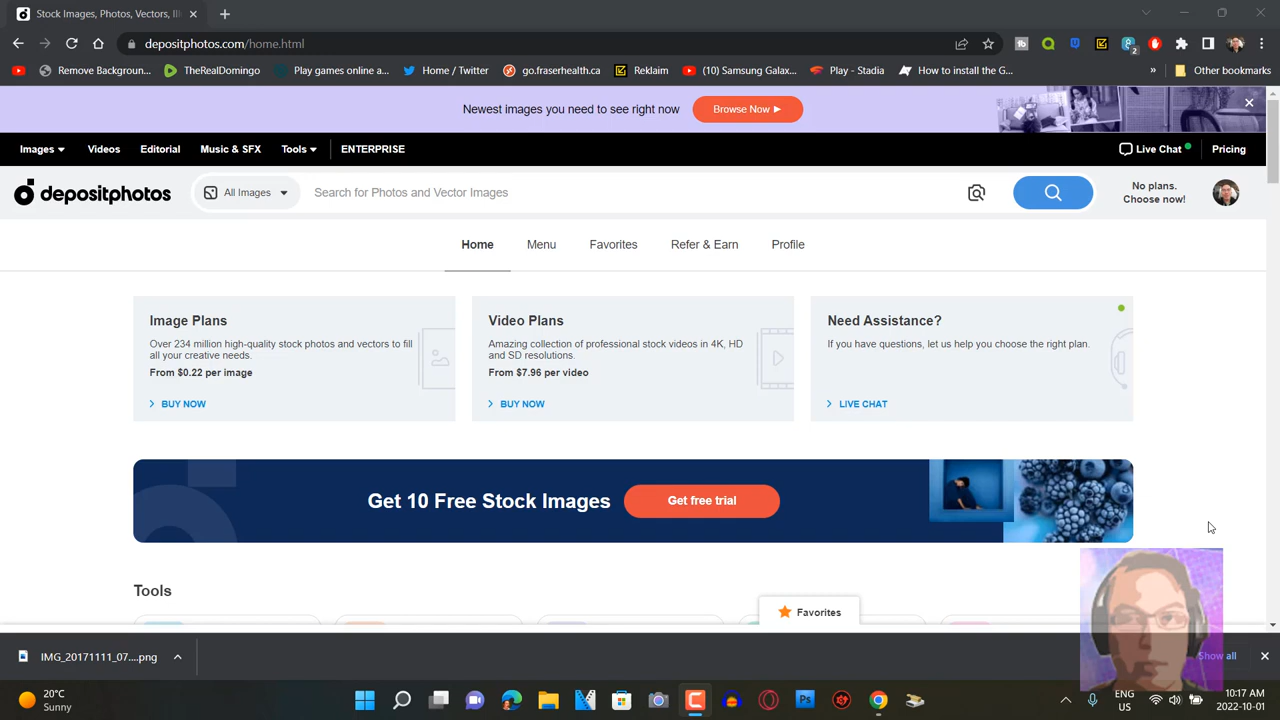 Stock Images, Photos, Vectors, Ill
depositphotos.com/home.html
Remove Backgroun...
TheRealDomingo
Play games online a...
Home / Twitter
go.fraserhealth.ca
Reklaim
(10) Samsung Galax...
Play - Stadia
How to install the G...
»
Other bookmarks
Newest images you need to see right now
Browse Now ►
Images
Videos
Editorial
Music & SFX
Tools
ENTERPRISE
Live Chat
Pricing
depositphotos
All Images
Search for Photos and Vector Images
No plans.
Choose now!
Home
Menu
Favorites
Refer & Earn
Profile
Image Plans
Over 234 million high-quality stock photos and vectors to fill
all your creative needs.
From $0.22 per image
BUY NOW
Video Plans
Amazing collection of professional stock videos in 4K, HD
and SD resolutions.
From $7.96 per video
BUY NOW
Need Assistance?
If you have questions, let us help you choose the right plan.
LIVE CHAT
Get 10 Free Stock Images
Get free trial
Tools
Favorites
IMG_20171111_07....png
Show all
20°C
Sunny
Ps
ENG
US
10:17 AM
2022-10-01